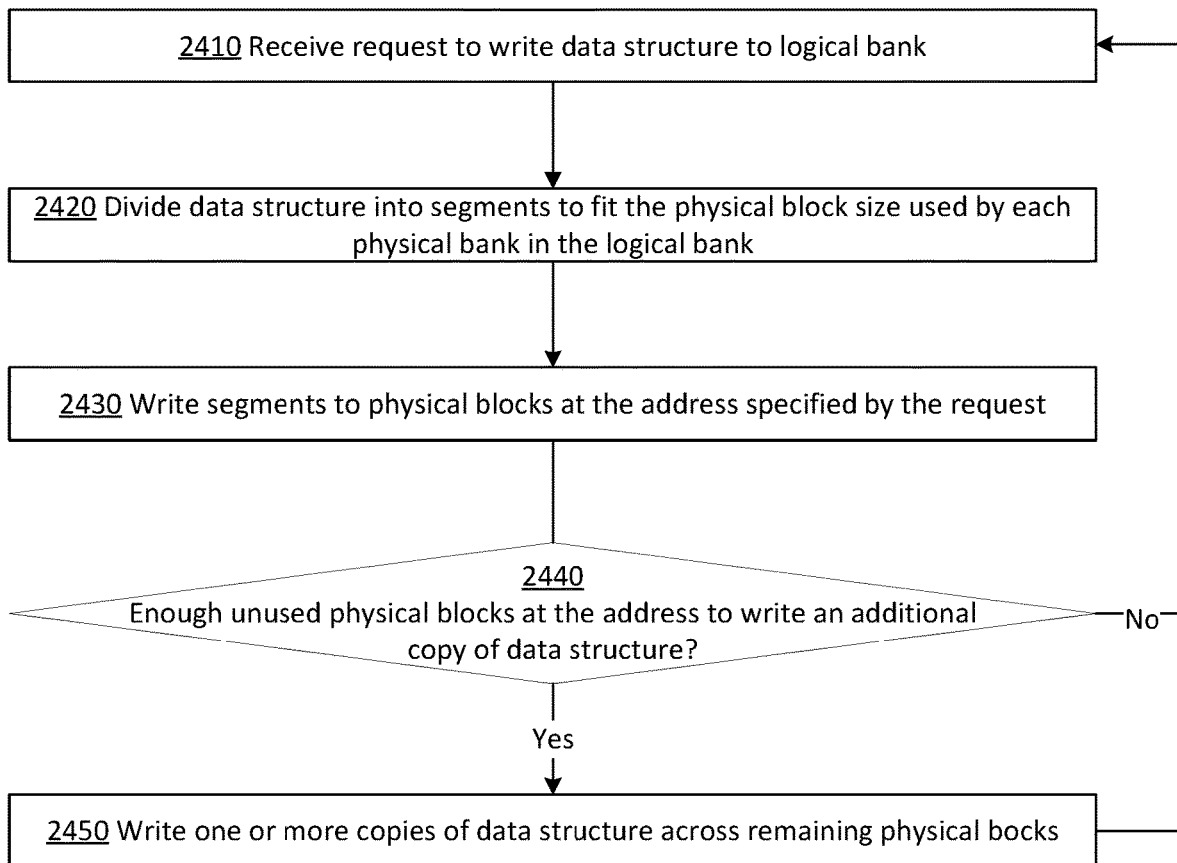 2410 Receive request to write data structure to logical bank
2420 Divide data structure into segments to fit the physical block size used by each
physical bank in the logical bank
2430 Write segments to physical blocks at the address specified by the request
2440
Enough unused physical blocks at the address to write an additional
copy of data structure?
No
Yes
2450 Write one or more copies of data structure across remaining physical bocks